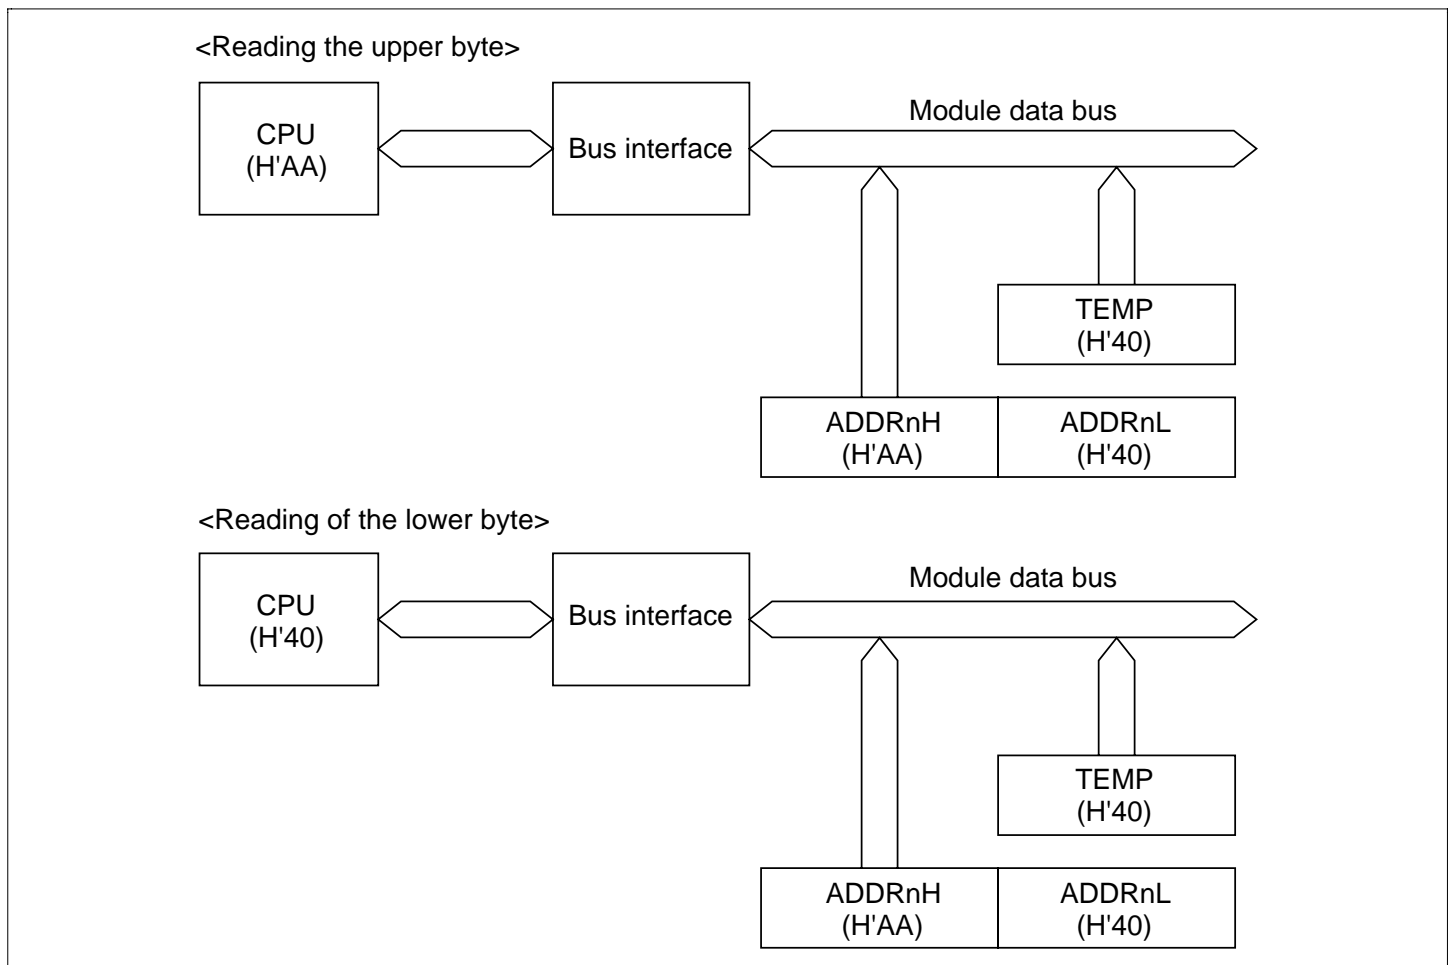 <Reading the upper byte>
CPU
(H'AA)
Bus interface
Module data bus
TEMP
(H'40)
ADDRnH
(H'AA)
ADDRnL
(H'40)
<Reading of the lower byte>
CPU
(H'40)
Bus interface
Module data bus
TEMP
(H'40)
ADDRnH
(H'AA)
ADDRnL
(H'40)